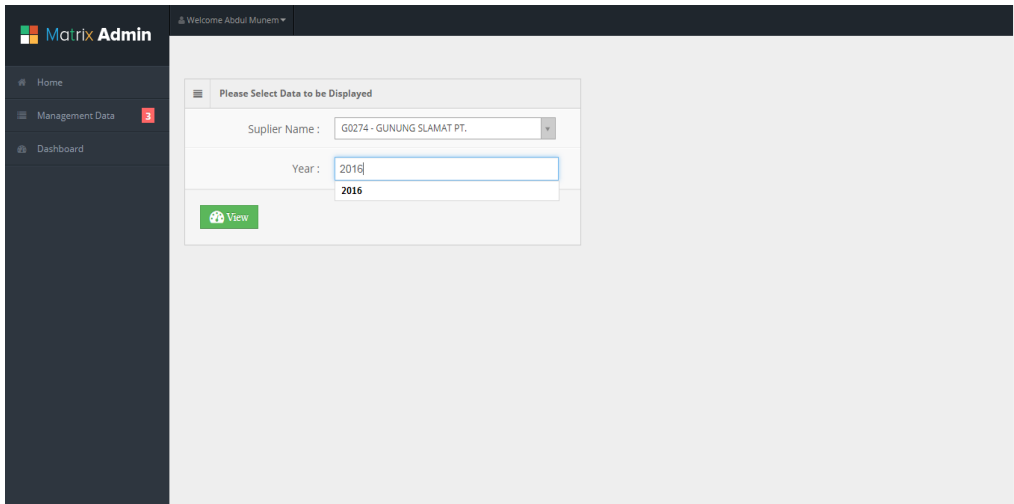 Matrix Admin
Welcome Abdul Munem
Home
Management Data 3
Dashboard
Please Select Data to be Displayed
Suplier Name : G0274 - GUNUNG SLAMAT PT.
Year : 2016
2016
View